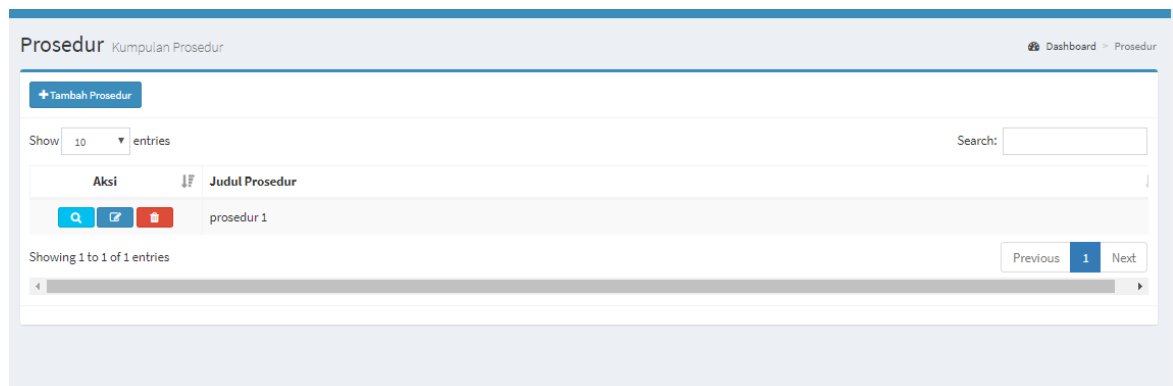 Prosedur Kumpulan Prosedur
Dashboard > Prosedur
Tambah Prosedur
Show 10 entries
Search:
Aksi Judul Prosedur
prosedur 1
Showing 1 to 1 of 1 entries
Previous 1 Next